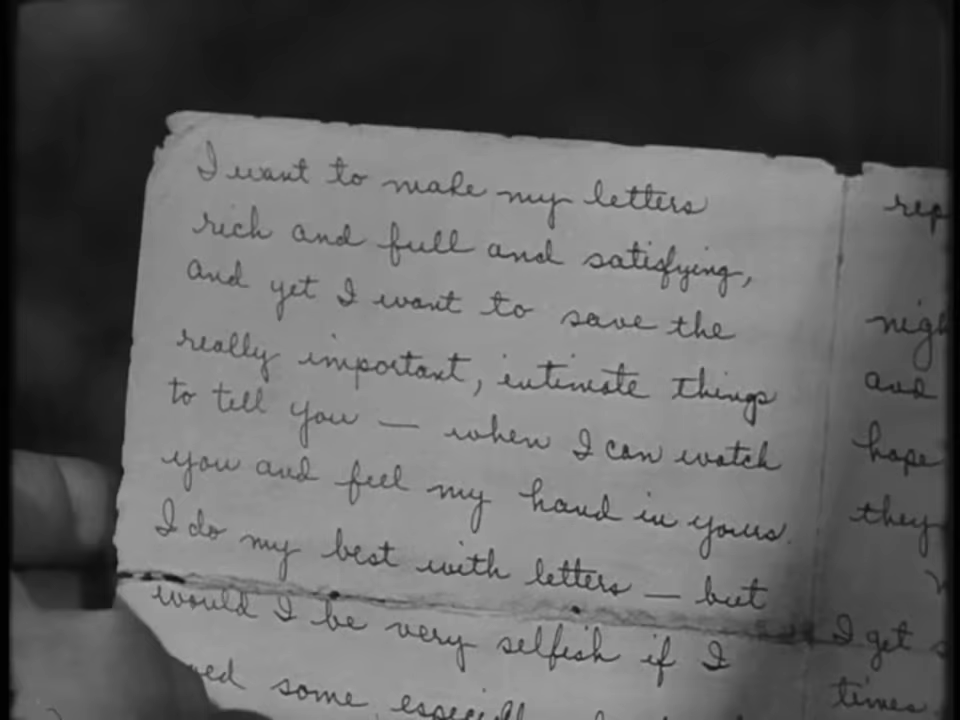 I want to make my letters
rich and full and satisfying,
and yet I want to save the
really important, intimate things
to tell you — when I can watch
you and feel my hand in yours.
I do my best with letters — but
would I be very selfish if I
some
and
hope
they
I get
times